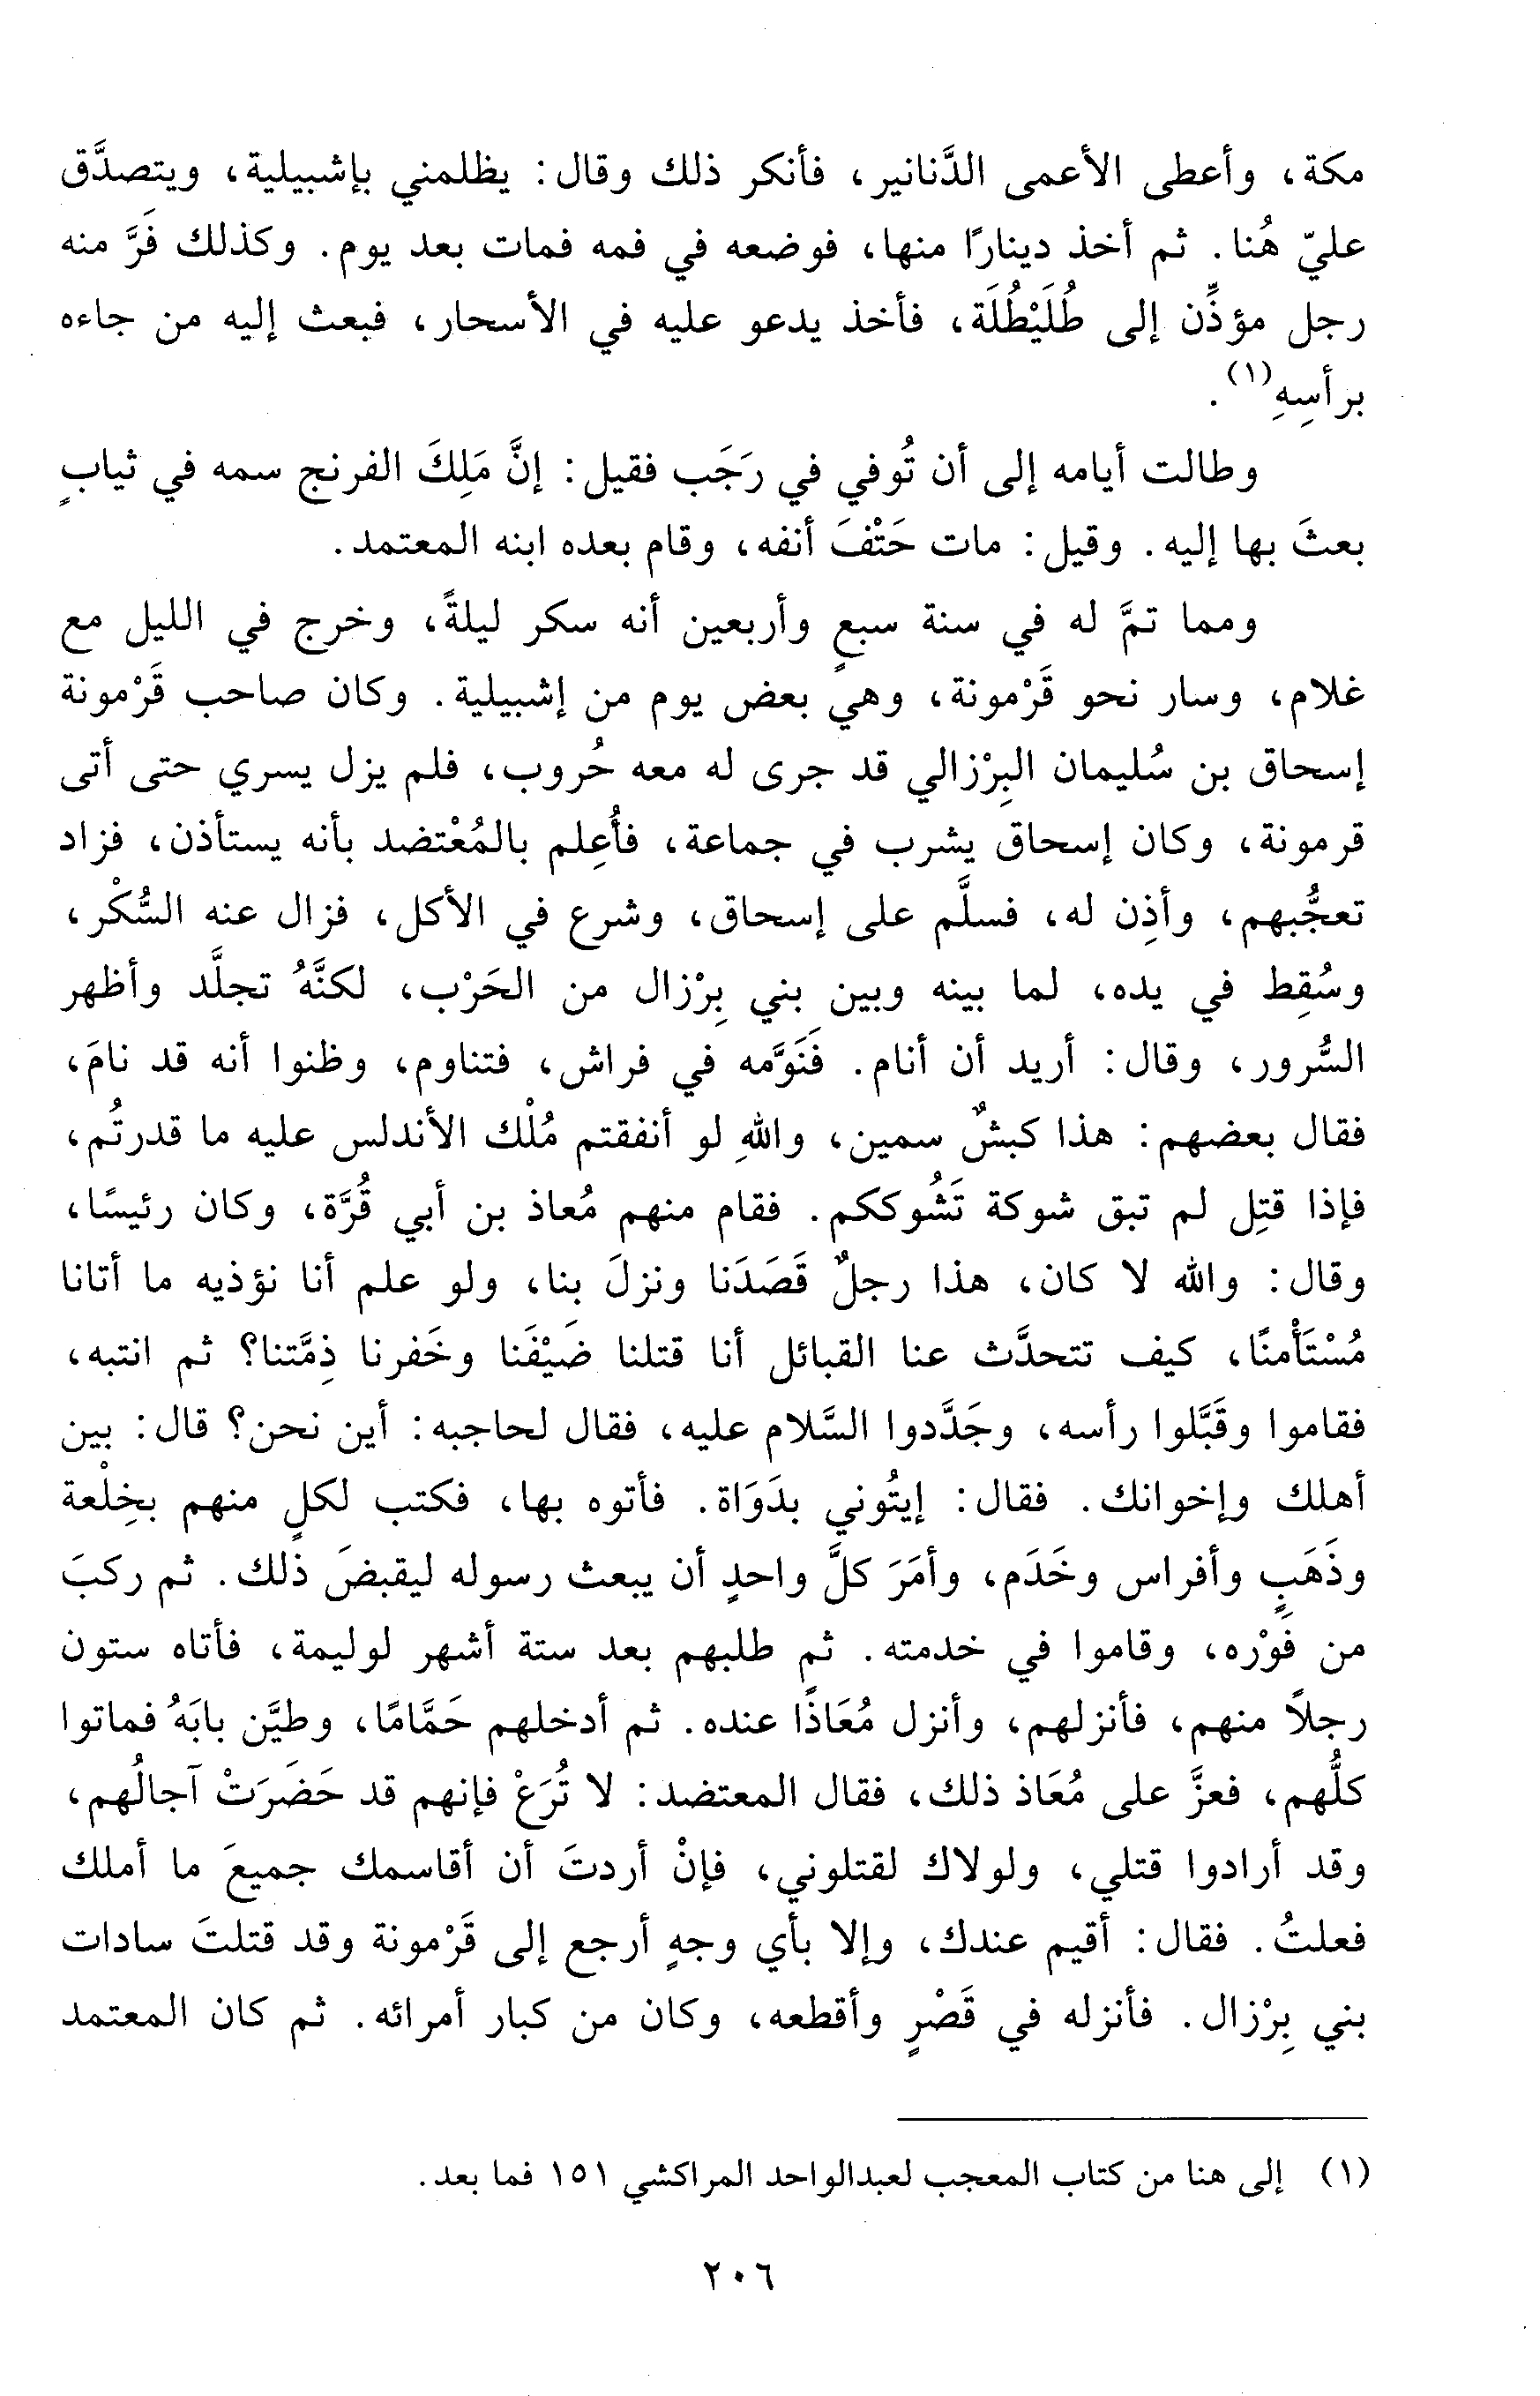 مكة، وأعطى الأعمى الدَّنانير، فأنكر ذلك وقال: يظلمني بإشبيلية، ويتصدَّق
عليّ هُنا. ثم أخذ دينارًا منها، فوضعه في فمه فمات بعد يوم. وكذلك فَرَّ منه
رجل مؤذِّن إلى طُلَيْطُلَة، فأخذ يدعو عليه في الأسحار، فبعث إليه من جاءه
برأسِهِ(١).
وطالت أيامه إلى أن تُوفي في رَجَب فقيل: إنَّ مَلِكَ الفرنج سمه في ثيابٍ
بعثَ بها إليه. وقيل: مات حَتْفَ أنفه، وقام بعده ابنه المعتمد.
ومما تمَّ له في سنة سبعٍ وأربعين أنه سكر ليلةً، وخرج في الليل مع
غلام، وسار نحو قَرْمونة، وهي بعض يوم من إشبيلية. وكان صاحب قَرْمونة
إسحاق بن سُليمان البِرْزالي قد جرى له معه حُروب، فلم يزل يسري حتى أتى
قرمونة، وكان إسحاق يشرب في جماعة، فأُعِلم بالمُعْتضد بأنه يستأذن، فزاد
تعجُّبهم، وأذِن له، فسلَّم على إسحاق، وشرع في الأكل، فزال عنه السُّكْر،
وسُقِط في يده، لما بينه وبين بني بِرْزال من الحَرْب، لكنَّهُ تجلَّد وأظهر
السُّرور، وقال: أريد أن أنام. فَنَوَّمه في فراش، فتناوم، وظنوا أنه قد نامَ،
فقال بعضهم: هذا كبشٌ سمين، واللهِ لو أنفقتم مُلْك الأندلس عليه ما قدرتُم،
فإذا قتِل لم تبق شوكة تَشُوككم. فقام منهم مُعاذ بن أبي قُرَّة، وكان رئيسًا،
وقال: والله لا كان، هذا رجلٌ قَصَدَنا ونزلَ بنا، ولو علم أنا نؤذيه ما أتانا
مُسْتَأْمنًا، كيف تتحدَّث عنا القبائل أنا قتلنا ضَيْفَنا وخَفرنا ذِمَّتنا؟ ثم انتبه،
فقاموا وقَبَّلوا رأسه، وجَدَّدوا السَّلام عليه، فقال لحاجبه: أين نحن؟ قال: بين
أهلك وإخوانك. فقال: إيتُوني بدَوَاة. فأتوه بها، فكتب لكلٍ منهم بخِلْعة
وذَهَبٍ وأفراس وخَدَم، وأمَرَ كلَّ واحدٍ أن يبعث رسوله ليقبضَ ذلك. ثم ركبَ
من فَوْره، وقاموا في خدمته. ثم طلبهم بعد ستة أشهر لوليمة، فأتاه ستون
رجلاً منهم، فأنزلهم، وأنزل مُعَاذًا عنده. ثم أدخلهم حَمَّامًا، وطيَّن بابَهُ فماتوا
كلُّهم، فعزَّ على مُعَاذ ذلك، فقال المعتضد: لا تُرَعْ فإنهم قد حَضَرَتْ آجالُهم،
وقد أرادوا قتلي، ولولاك لقتلوني، فإنْ أردتَ أن أقاسمك جميعَ ما أملك
فعلتُ. فقال: أقيم عندك، وإلا بأي وجهٍ أرجع إلى قَرْمونة وقد قتلتَ سادات
بني بِرْزال. فأنزله في قَصْرٍ وأقطعه، وكان من كبار أمرائه. ثم كان المعتمد
(١) إلى هنا من كتاب المعجب لعبدالواحد المراكشي ١٥١ فما بعد.
٢٠٦